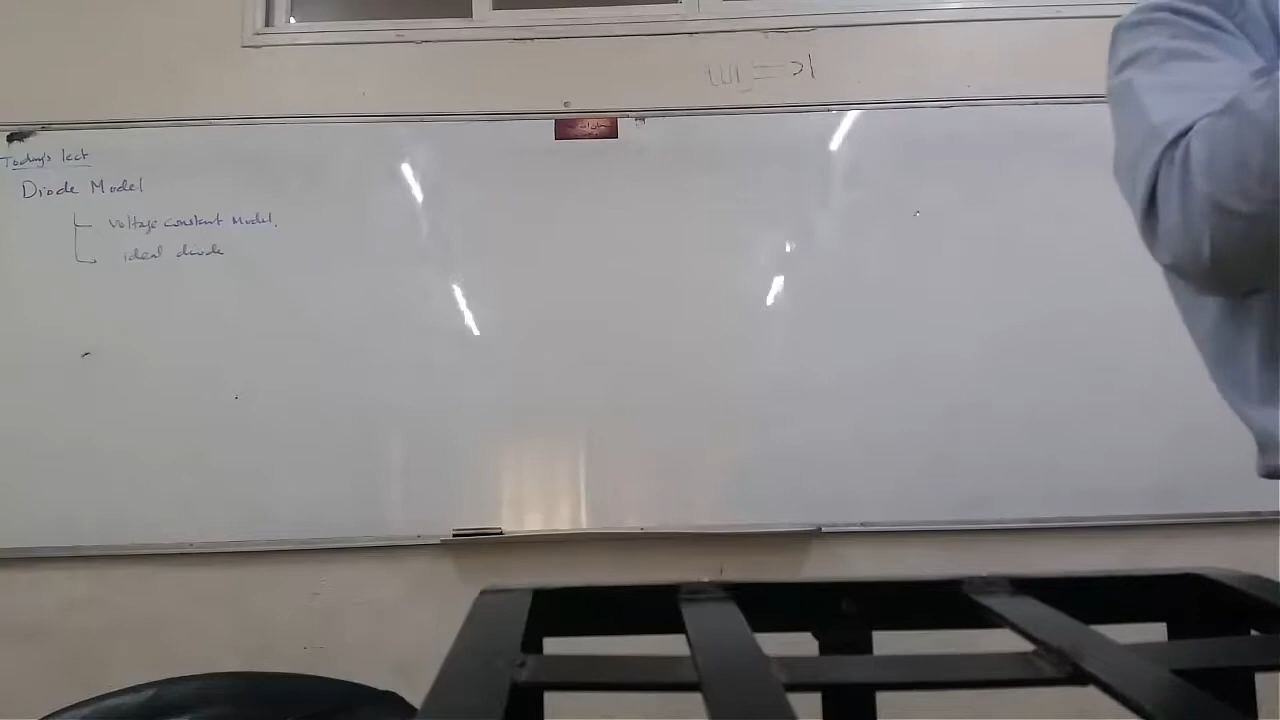 Today's lect
Diode Model
voltage constant Model.
ideal diode